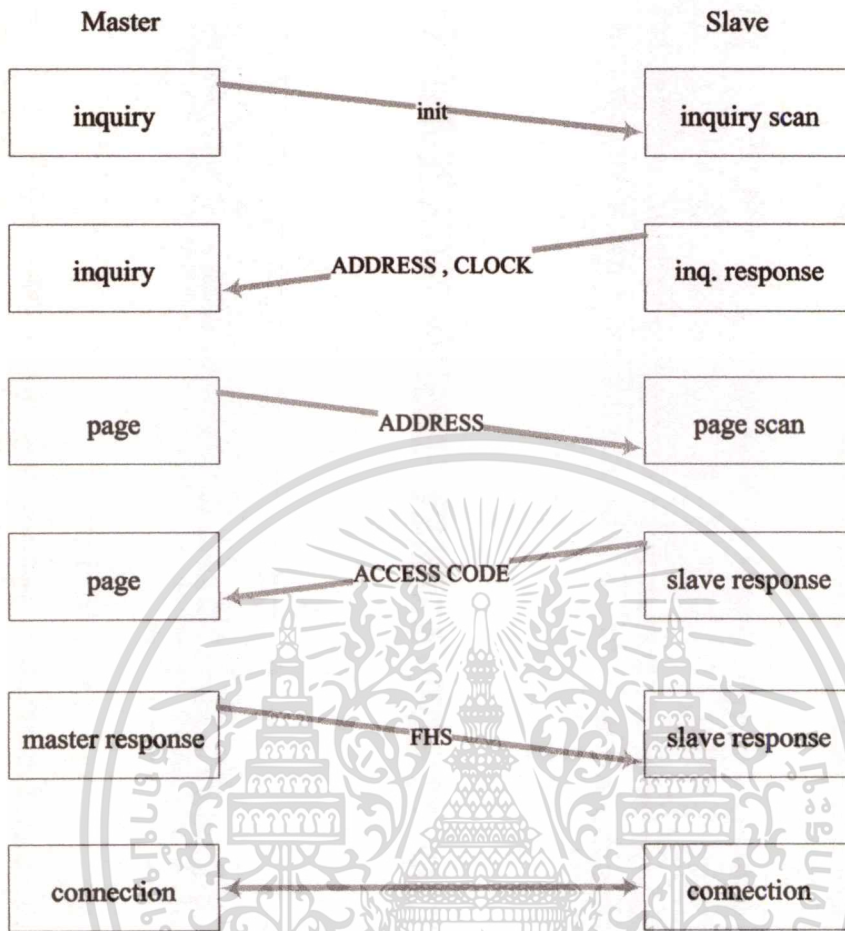 Master Slave
inquiry init inquiry scan
inquiry ADDRESS , CLOCK inq. response
page ADDRESS page scan
page ACCESS CODE slave response
master response FHS slave response
connection connection